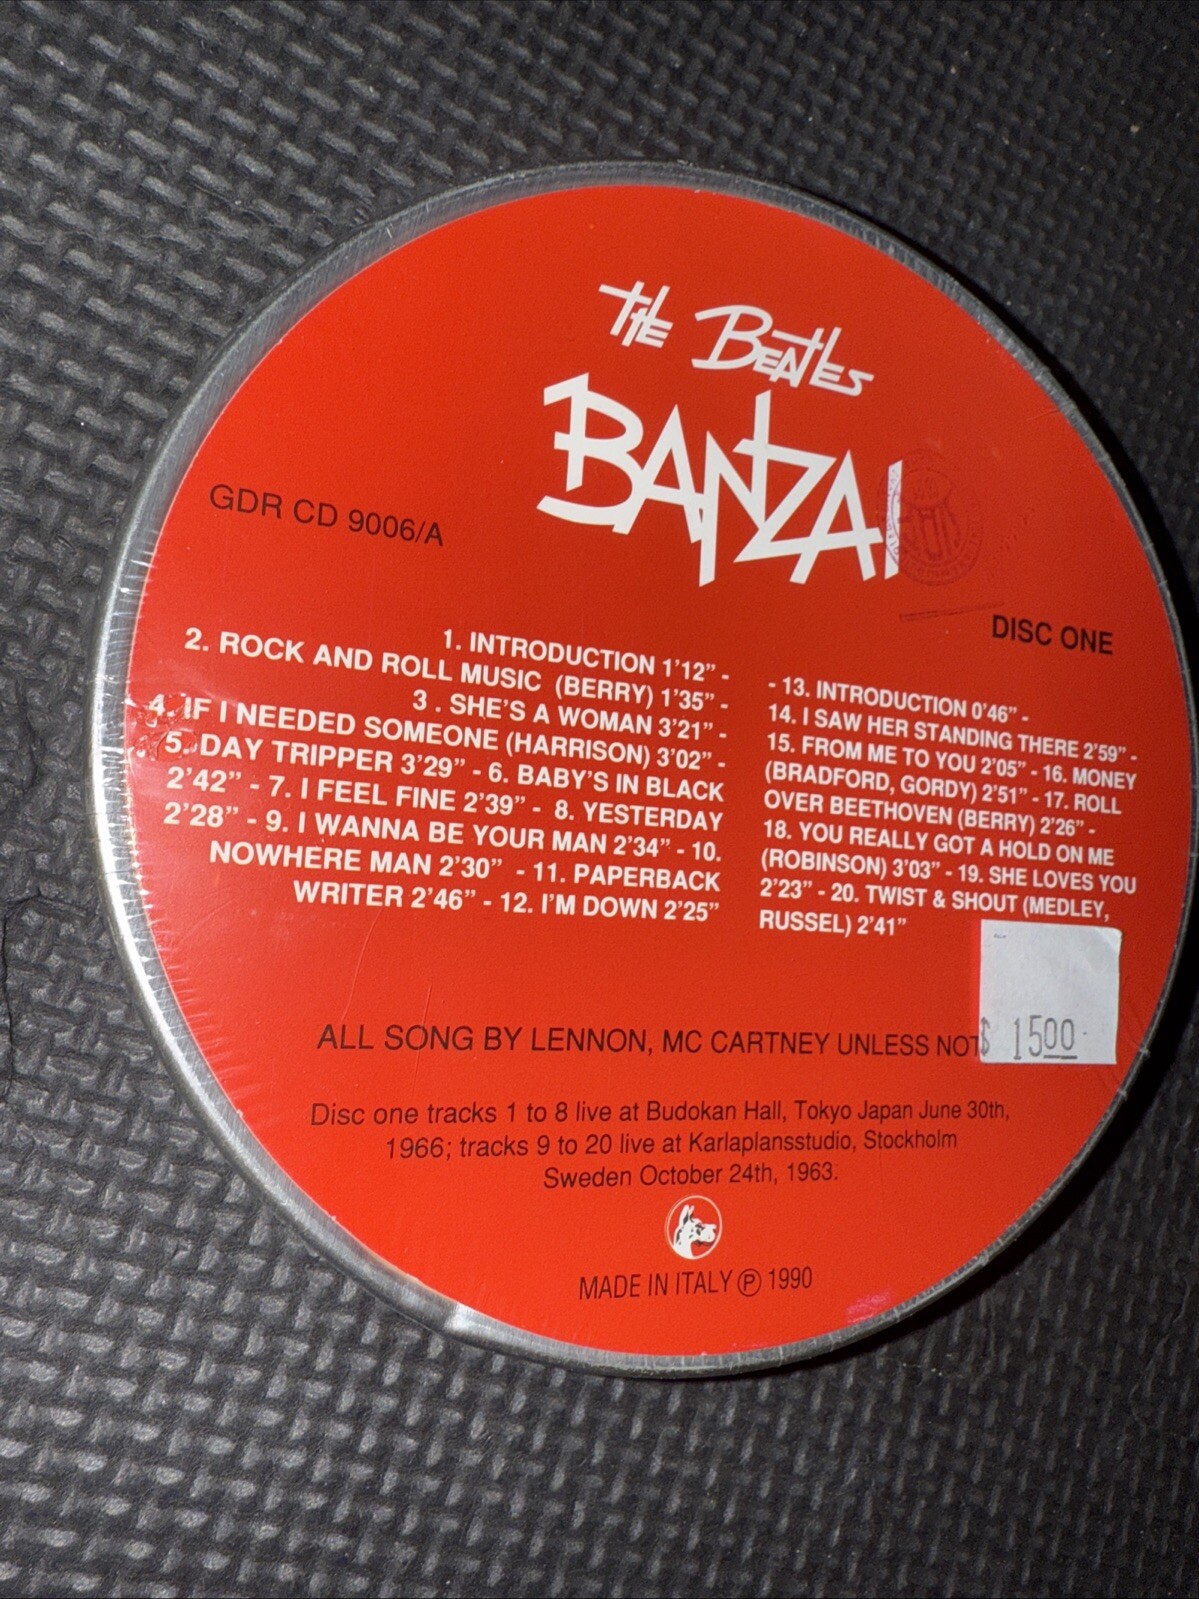 The Beatles
BANZAI
GDR CD 9006/A
DISC ONE
1. INTRODUCTION 1'12" -
2. ROCK AND ROLL MUSIC (BERRY) 1'35" -
3 . SHE'S A WOMAN 3'21" -
4. IF I NEEDED SOMEONE (HARRISON) 3'02" -
5. DAY TRIPPER 3'29" - 6. BABY'S IN BLACK
2'42" - 7. I FEEL FINE 2'39" - 8. YESTERDAY
2'28" - 9. I WANNA BE YOUR MAN 2'34" - 10.
NOWHERE MAN 2'30" - 11. PAPERBACK
WRITER 2'46" - 12. I'M DOWN 2'25"
- 13. INTRODUCTION 0'46" -
14. I SAW HER STANDING THERE 2'59" -
15. FROM ME TO YOU 2'05" - 16. MONEY
(BRADFORD, GORDY) 2'51" - 17. ROLL
OVER BEETHOVEN (BERRY) 2'26" -
18. YOU REALLY GOT A HOLD ON ME
(ROBINSON) 3'03" - 19. SHE LOVES YOU
2'23" - 20. TWIST & SHOUT (MEDLEY,
RUSSEL) 2'41"
ALL SONG BY LENNON, MC CARTNEY UNLESS NOT
$ 1500
Disc one tracks 1 to 8 live at Budokan Hall, Tokyo Japan June 30th,
1966; tracks 9 to 20 live at Karlaplansstudio, Stockholm
Sweden October 24th, 1963.
MADE IN ITALY ℗ 1990